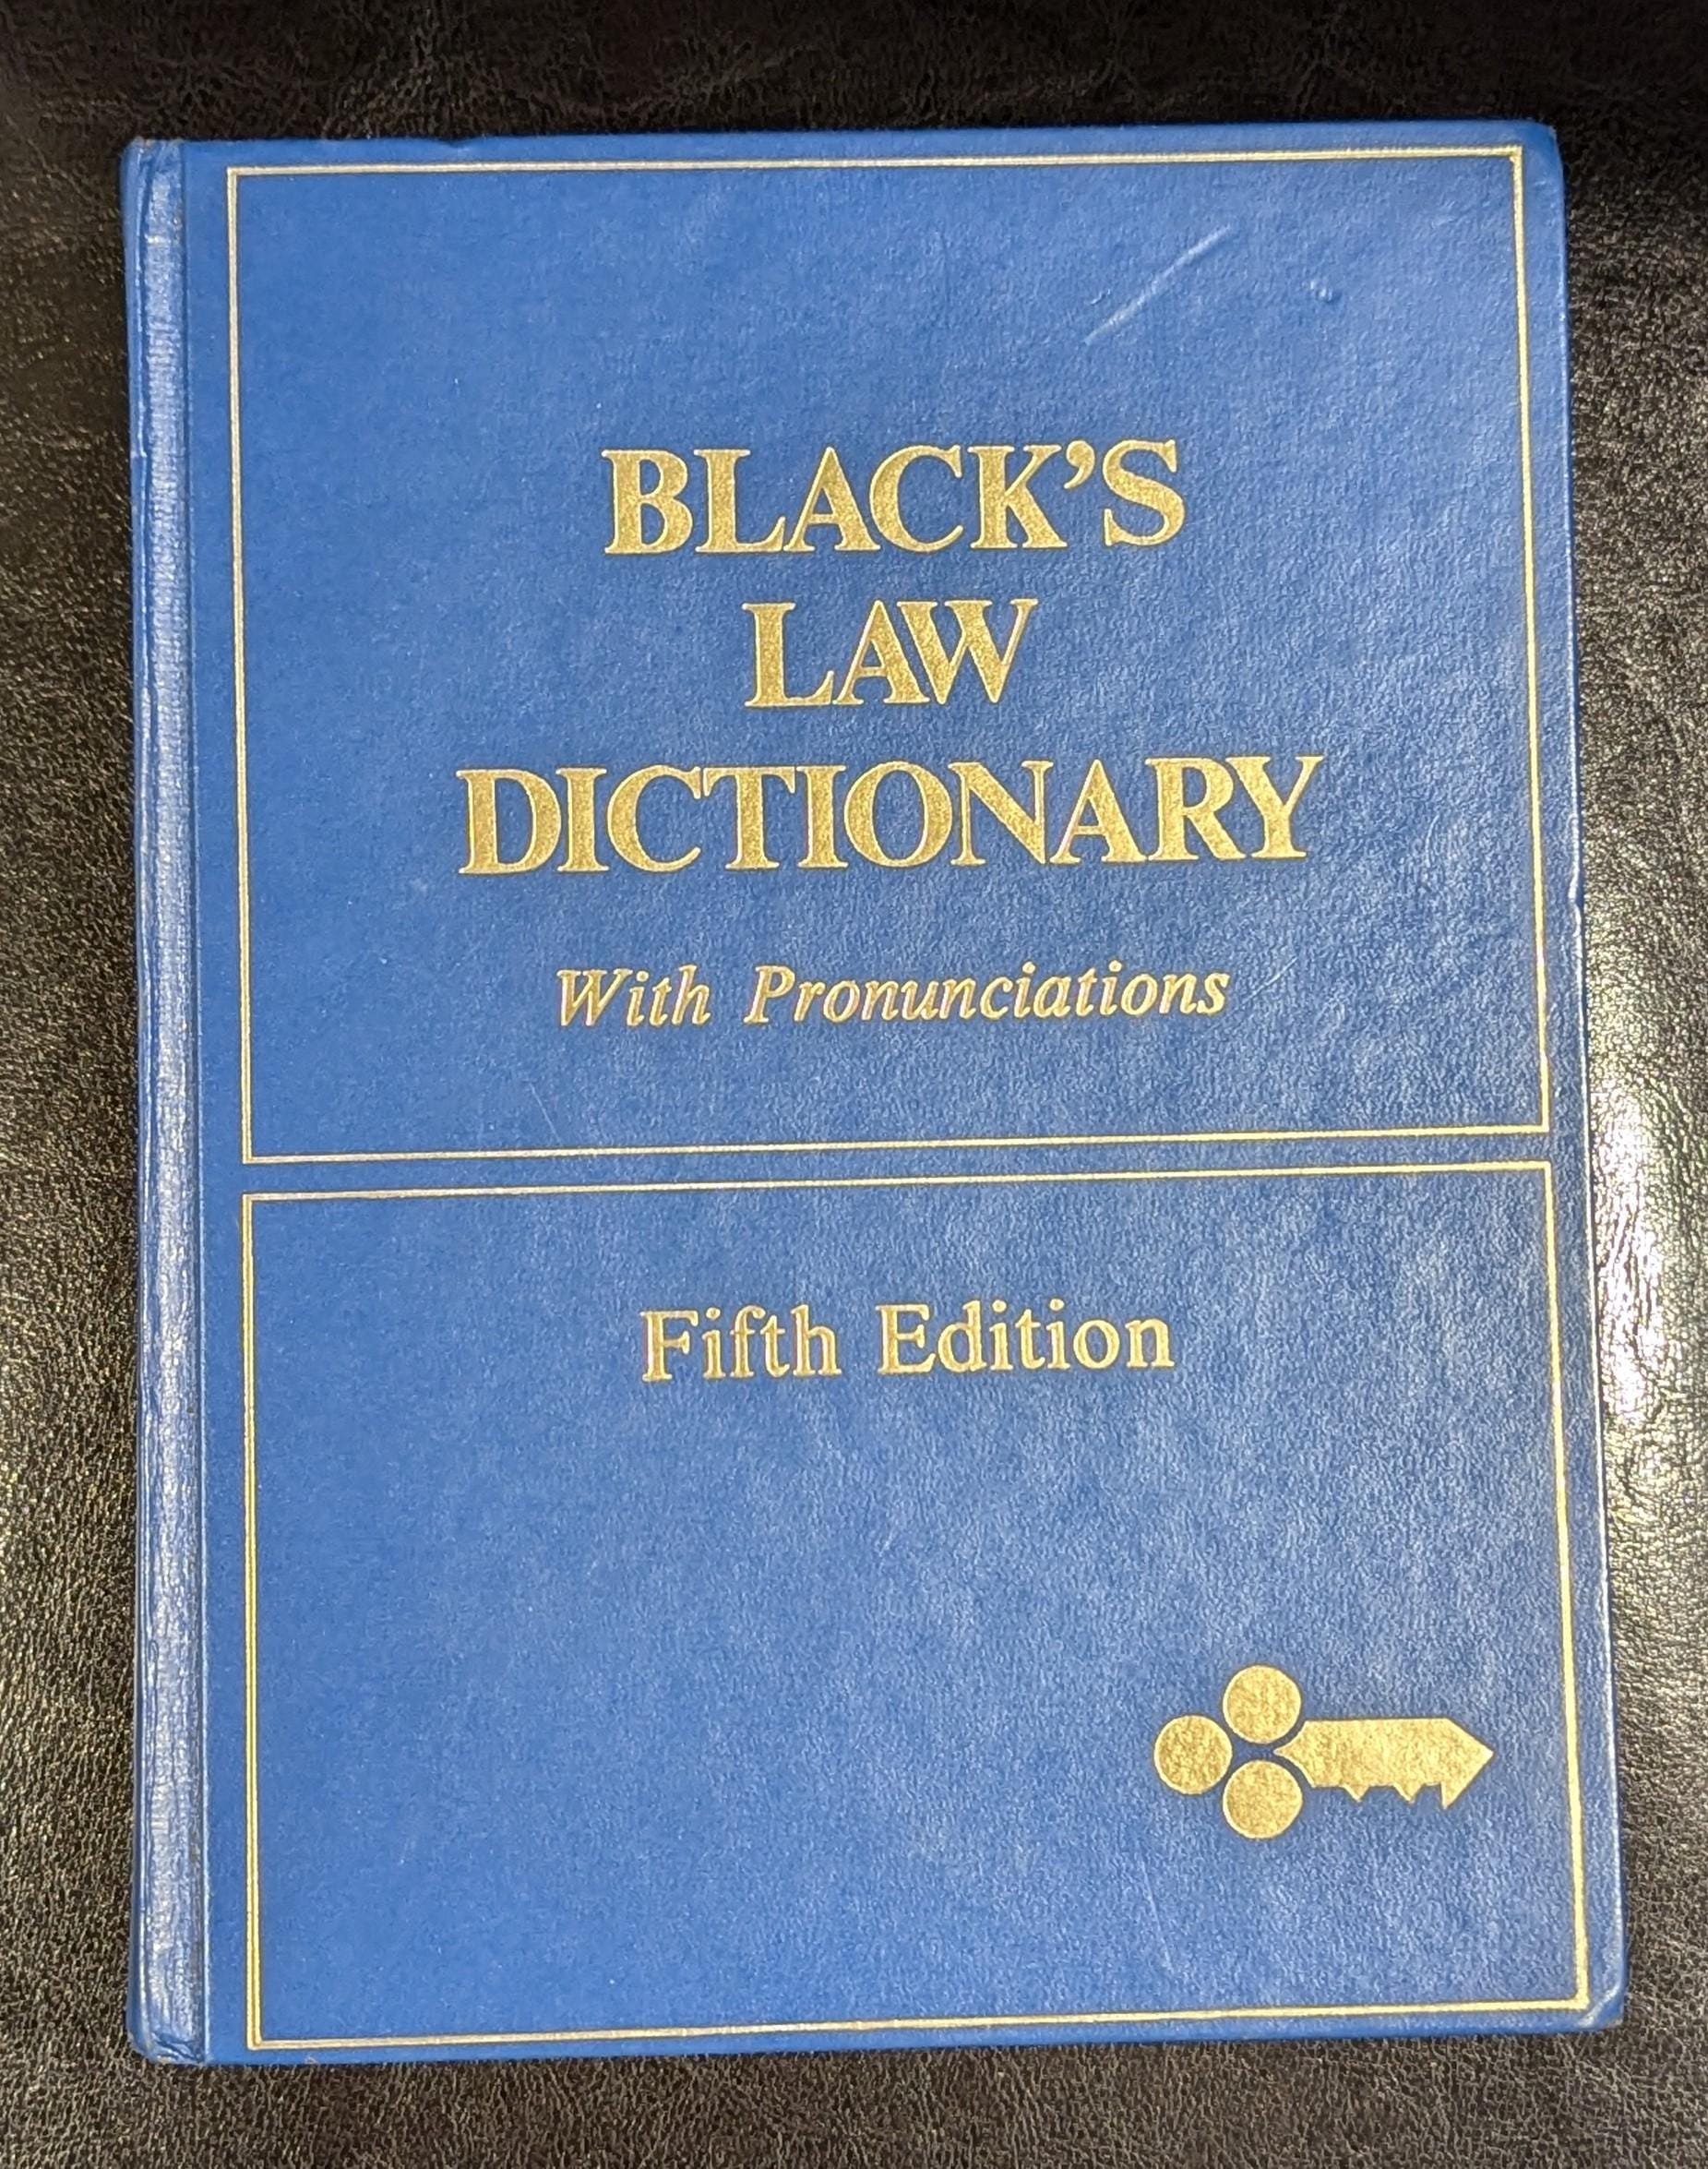 BLACK’S
LAW
DICTIONARY
With Pronunciations
Fifth Edition